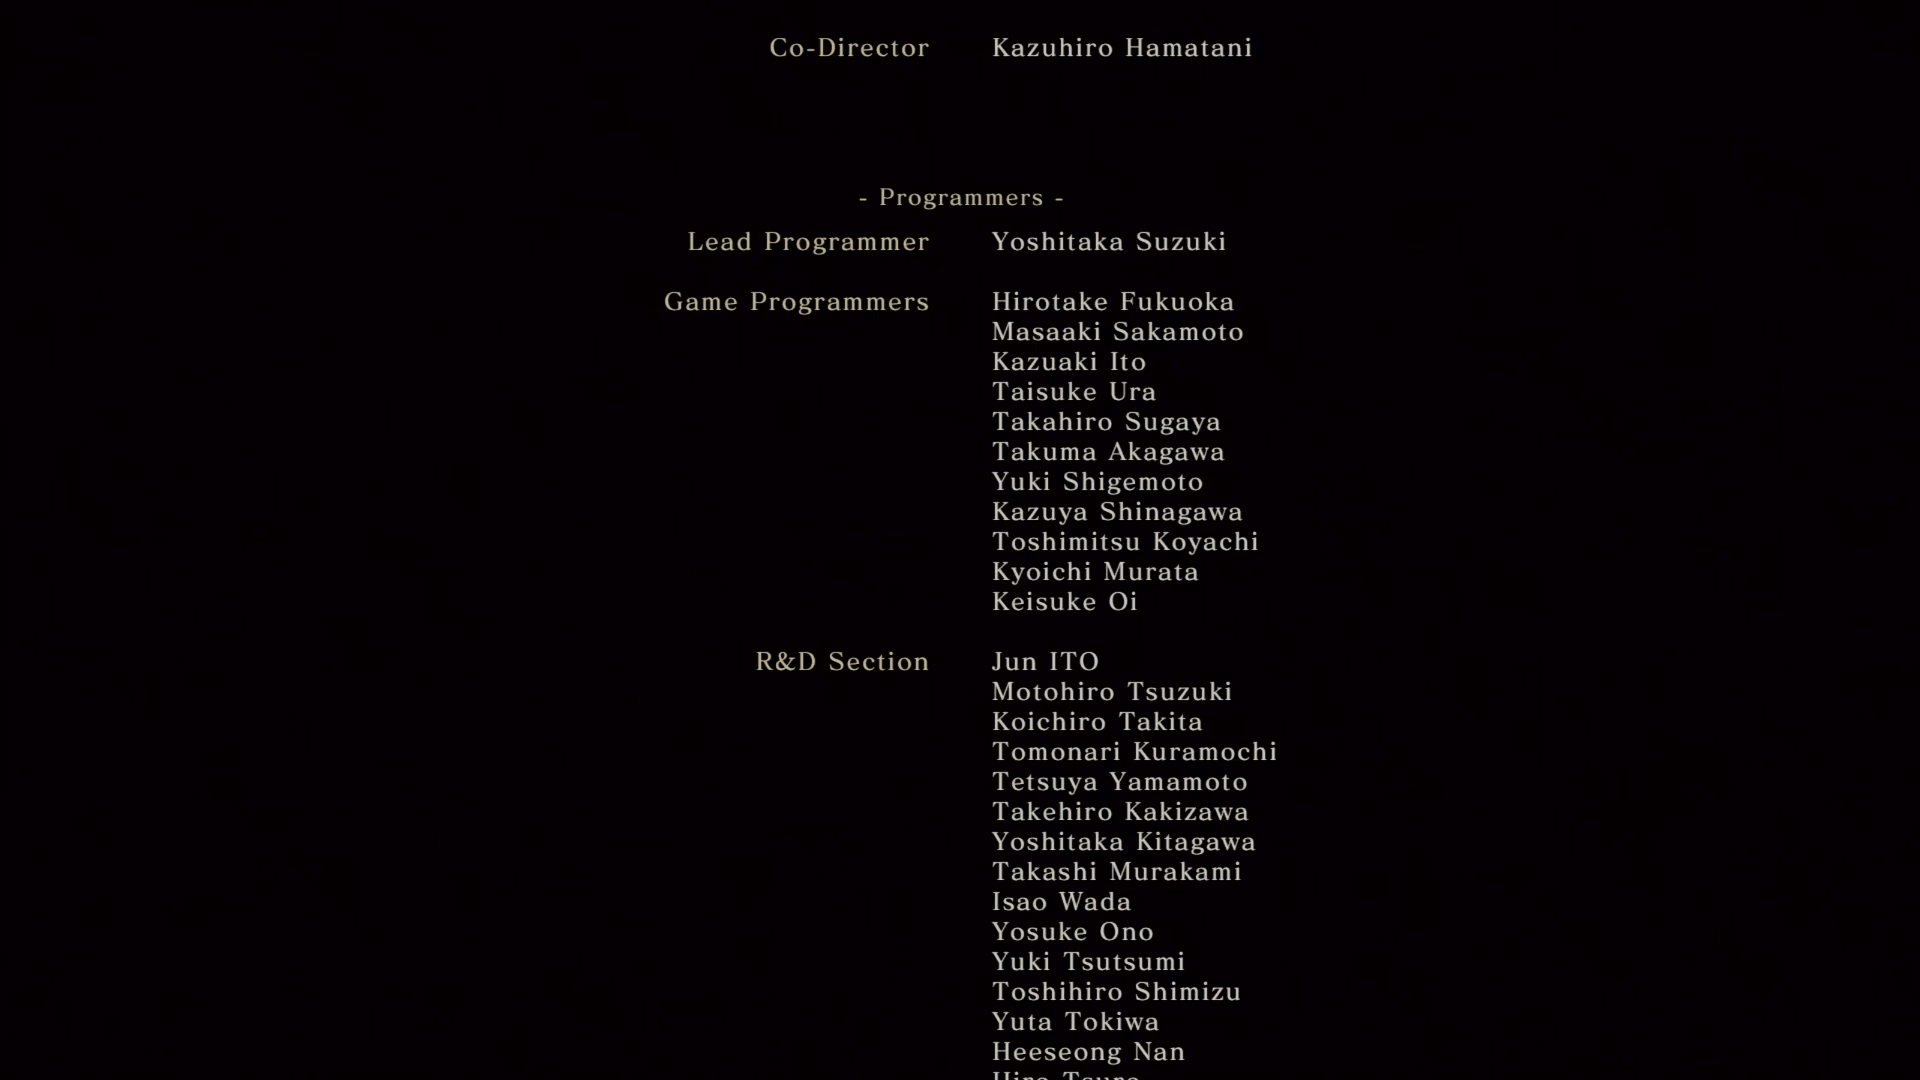 Co-Director Kazuhiro Hamatani
- Programmers -
Lead Programmer Yoshitaka Suzuki
Game Programmers Hirotake Fukuoka
Masaaki Sakamoto
Kazuaki Ito
Taisuke Ura
Takahiro Sugaya
Takuma Akagawa
Yuki Shigemoto
Kazuya Shinagawa
Toshimitsu Koyachi
Kyoichi Murata
Keisuke Oi
R&D Section Jun ITO
Motohiro Tsuzuki
Koichiro Takita
Tomonari Kuramochi
Tetsuya Yamamoto
Takehiro Kakizawa
Yoshitaka Kitagawa
Takashi Murakami
Isao Wada
Yosuke Ono
Yuki Tsutsumi
Toshihiro Shimizu
Yuta Tokiwa
Heeseong Nan